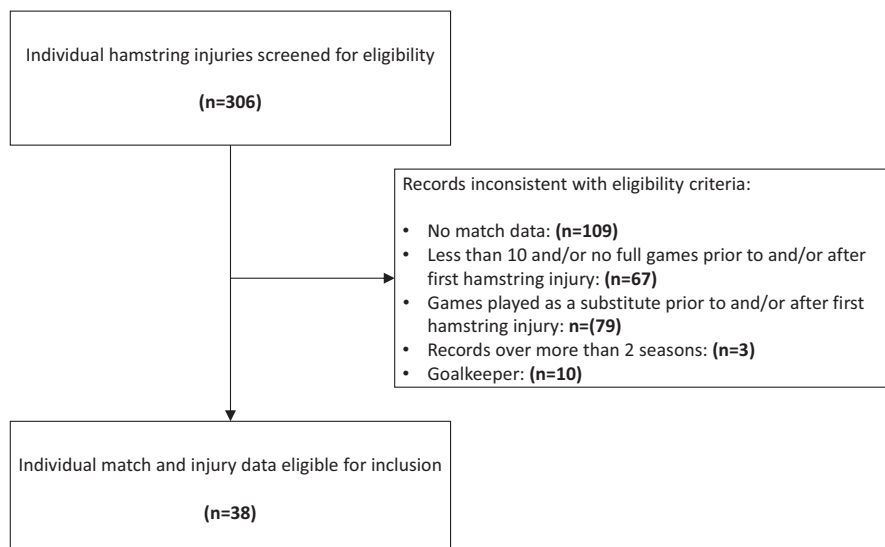 Individual hamstring injuries screened for eligibility
(n=306)
Records inconsistent with eligibility criteria:
• No match data: (n=109)
• Less than 10 and/or no full games prior to and/or after
first hamstring injury: (n=67)
• Games played as a substitute prior to and/or after first
hamstring injury: n=(79)
• Records over more than 2 seasons: (n=3)
• Goalkeeper: (n=10)
Individual match and injury data eligible for inclusion
(n=38)